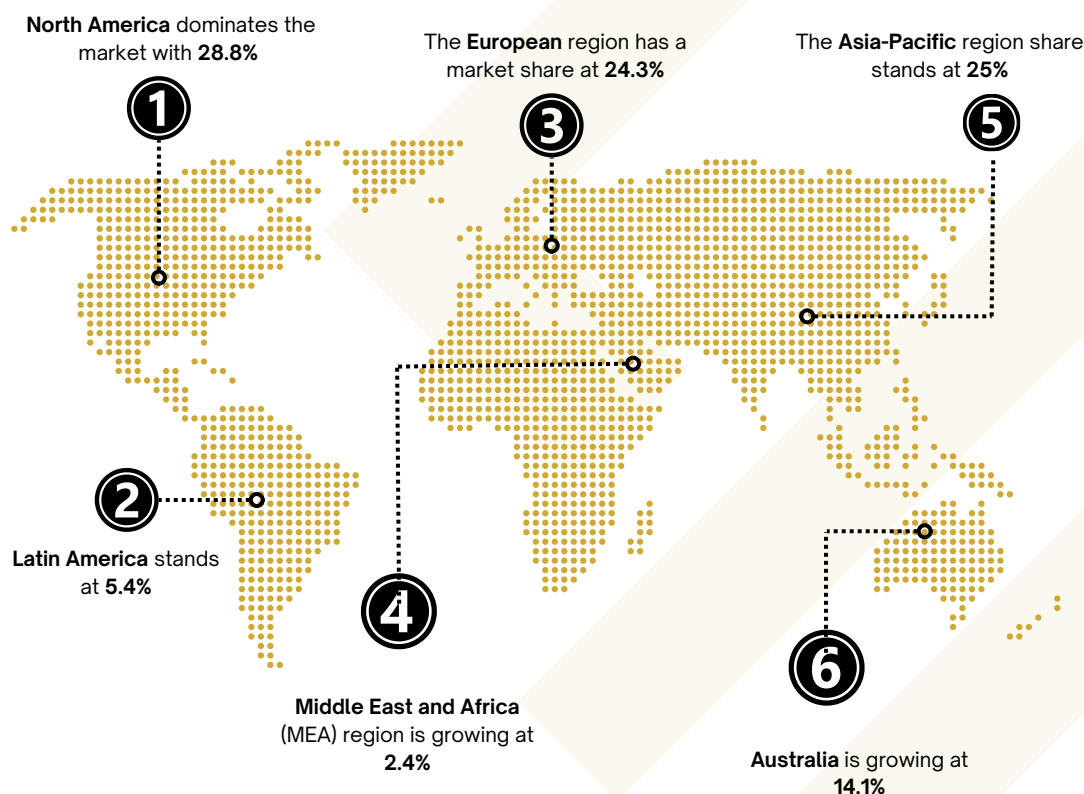 North America dominates the
market with 28.8%
1
The European region has a
market share at 24.3%
3
The Asia-Pacific region share
stands at 25%
5
2
Latin America stands
at 5.4%
4
Middle East and Africa
(MEA) region is growing at
2.4%
6
Australia is growing at
14.1%